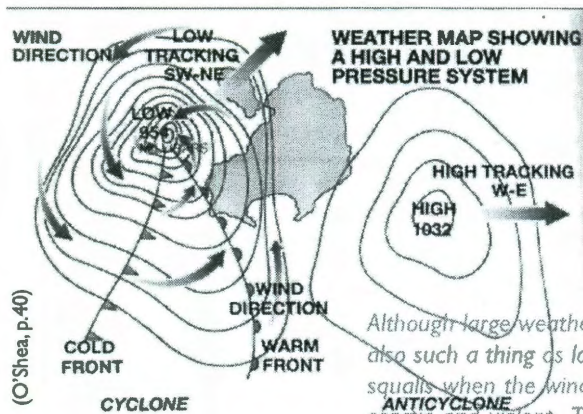 WIND
DIRECTION
LOW
TRACKING
SW-NE
WEATHER MAP SHOWING
A HIGH AND LOW
PRESSURE SYSTEM
LOW
954
HIGH TRACKING
W-E
HIGH
1032
WIND
DIRECTION
COLD
FRONT
WARM
FRONT
(O'Shea, p.40)
Although large weathe
also such a thing as lo
squalls when the wind
CYCLONE
ANTICYCLONE